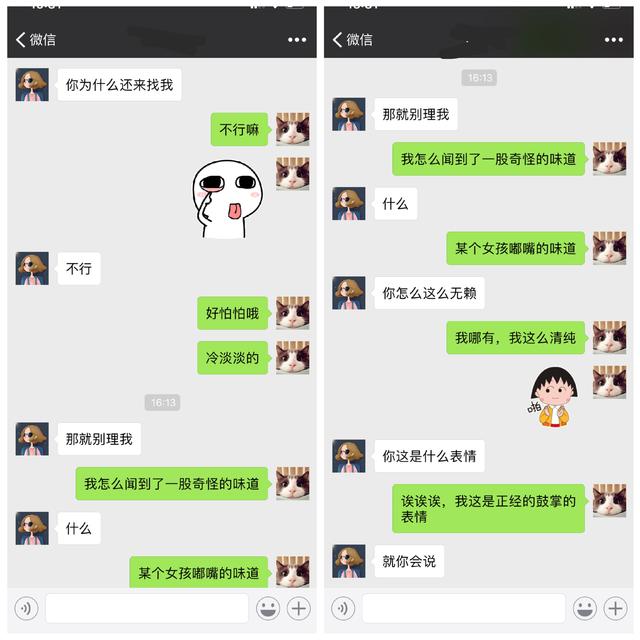 微信
你为什么还来找我
不行嘛
不行
好怕怕哦
冷淡淡的
16:13
那就别理我
我怎么闻到了一股奇怪的味道
什么
某个女孩嘟嘴的味道
微信
16:13
那就别理我
我怎么闻到了一股奇怪的味道
什么
某个女孩嘟嘴的味道
你怎么这么无赖
我哪有，我这么清纯
啪
你这是什么表情
诶诶诶，我这是正经的鼓掌的
表情
就你会说